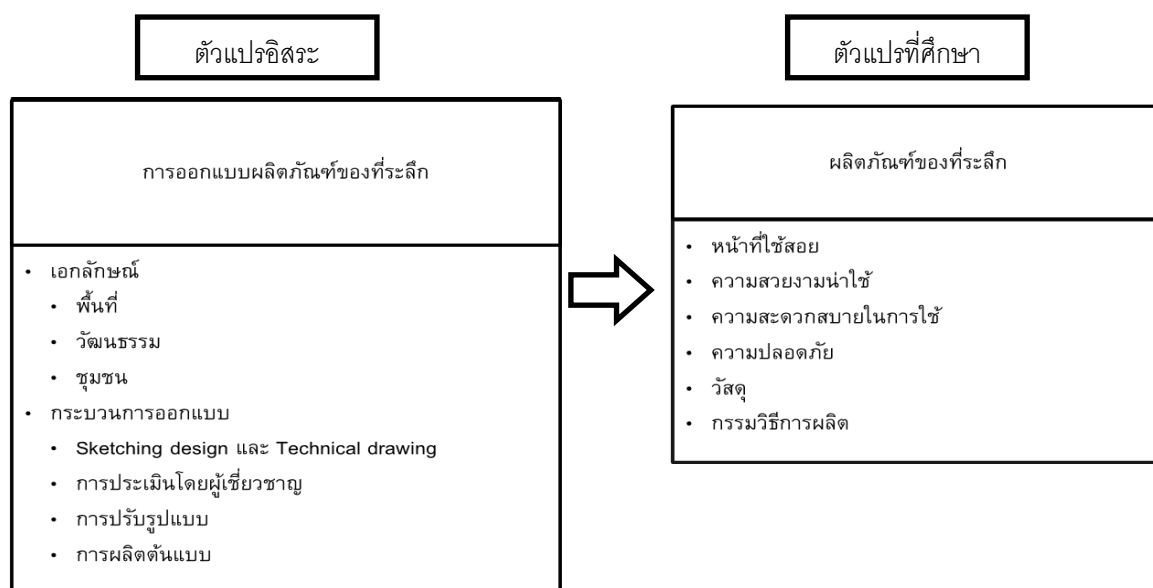 ตัวแปรอิสระ
การออกแบบผลิตภัณฑ์ของที่ระลึก
• เอกลักษณ์
• พื้นที่
• วัฒนธรรม
• ชุมชน
• กระบวนการออกแบบ
• Sketching design และ Technical drawing
• การประเมินโดยผู้เชี่ยวชาญ
• การปรับรูปแบบ
• การผลิตต้นแบบ
ตัวแปรที่ศึกษา
ผลิตภัณฑ์ของที่ระลึก
• หน้าที่ใช้สอย
• ความสวยงามน่าใช้
• ความสะดวกสบายในการใช้
• ความปลอดภัย
• วัสดุ
• กรรมวิธีการผลิต